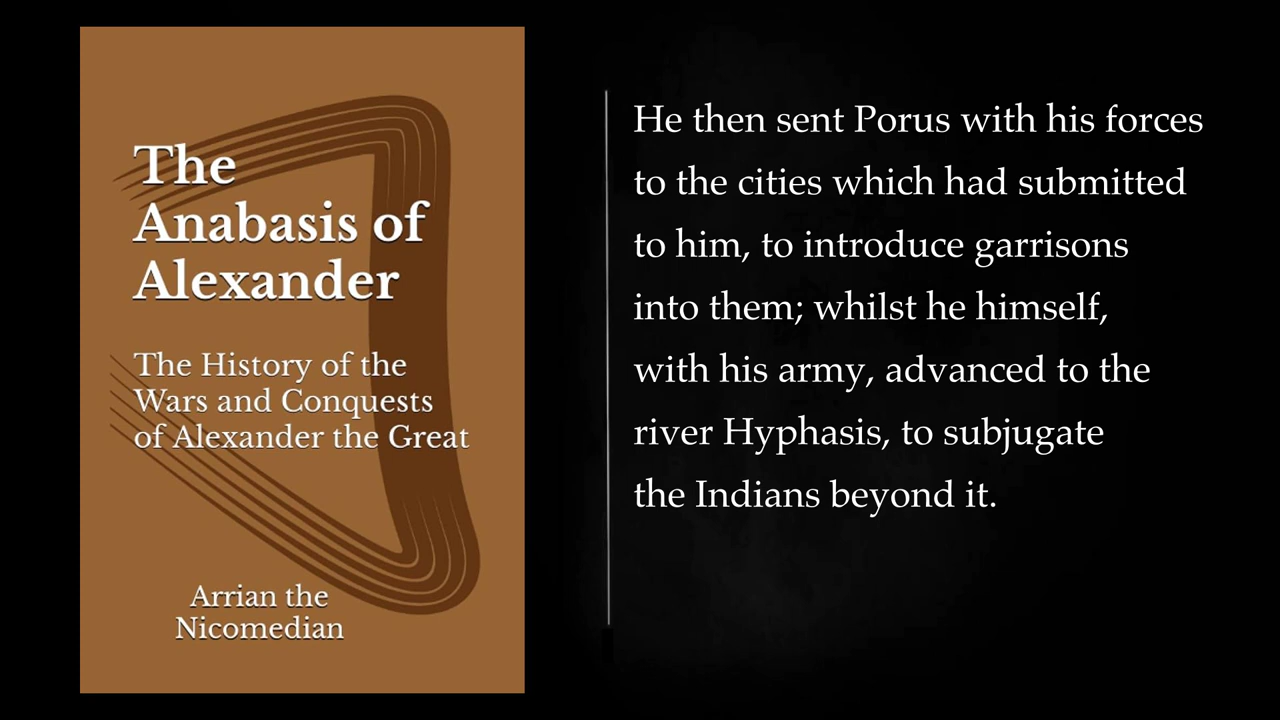 The
Anabasis of
Alexander
The History of the
Wars and Conquests
of Alexander the Great
Arrian the
Nicomedian
He then sent Porus with his forces
to the cities which had submitted
to him, to introduce garrisons
into them; whilst he himself,
with his army, advanced to the
river Hyphasis, to subjugate
the Indians beyond it.